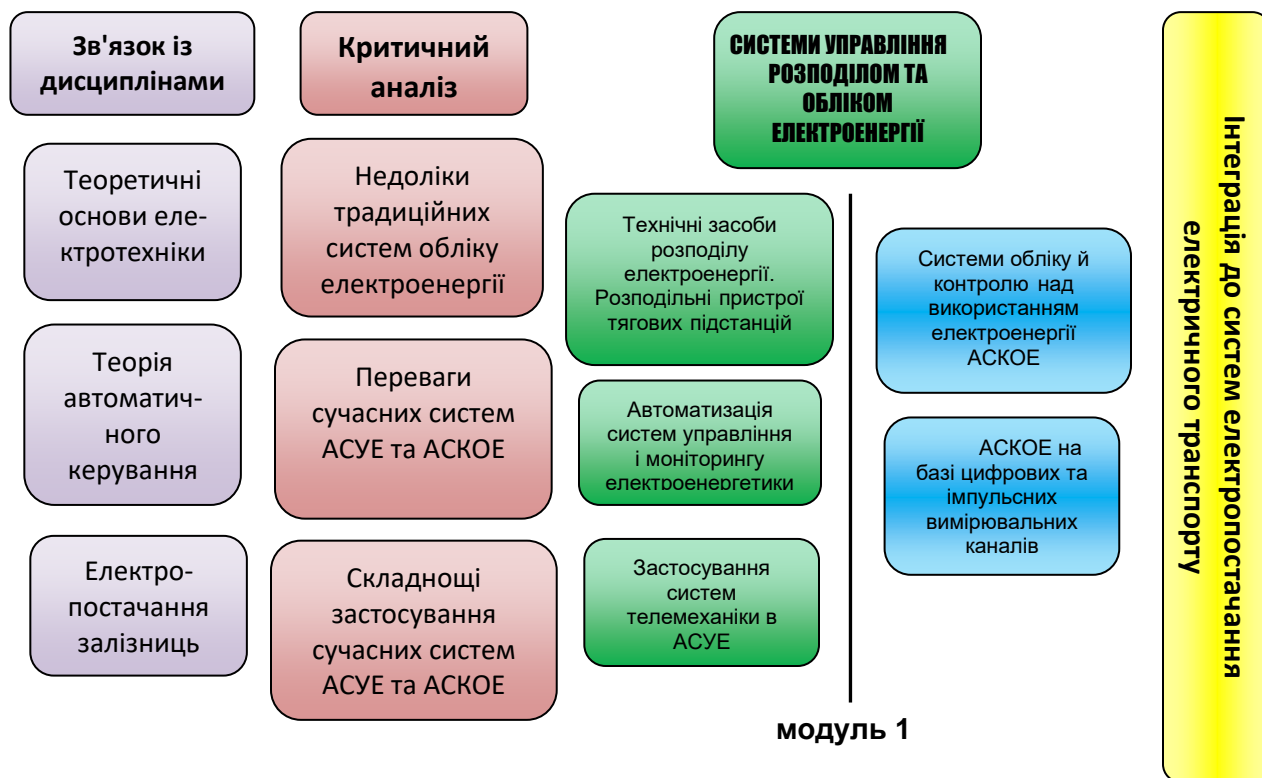 Зв'язок із
дисциплінами
Теоретичні
основи еле-
ктротехніки
Теорія
автоматич-
ного
керування
Електро-
постачання
залізниць
Критичний
аналіз
Недоліки
традиційних
систем обліку
електроенергії
Переваги
сучасних систем
АСУЕ та АСКОЕ
Складнощі
застосування
сучасних систем
АСУЕ та АСКОЕ
СИСТЕМИ УПРАВЛІННЯ
РОЗПОДІЛОМ ТА
ОБЛІКОМ
ЕЛЕКТРОЕНЕРГІЇ
Технічні засоби
розподілу
електроенергії.
Розподільні пристрої
тягових підстанцій
Автоматизація
систем управління
і моніторингу
електроенергетики
Застосування
систем
телемеханіки в
АСУЕ
Системи обліку й
контролю над
використанням
електроенергії
АСКОЕ
АСКОЕ на
базі цифрових та
імпульсних
вимірювальних
каналів
модуль 1
Інтеграція до систем електропостачання
електричного транспорту